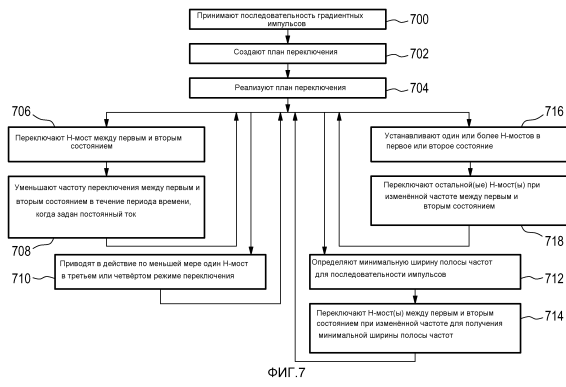 Принимают последовательность градиентных
импульсов
700
Создают план переключения
702
Реализуют план переключения
704
706
Переключают H-мост между первым и вторым
состоянием
Уменьшают частоту переключения между первым и
вторым состоянием в течение периода времени,
когда задан постоянный ток
708
Приводят в действие по меньшей мере один H-мост
в третьем или четвёртом режиме переключения
710
716
Устанавливают один или более H-мостов в
первое или второе состояние
Переключают остальной(ые) H-мост(ы) при
изменённой частоте между первым и
вторым состоянием
718
Определяют минимальную ширину полосы частот
для последовательности импульсов
712
Переключают H-мост(ы) между первым и вторым
состоянием при изменённой частоте для получения
минимальной ширины полосы частот
714
ФИГ.7